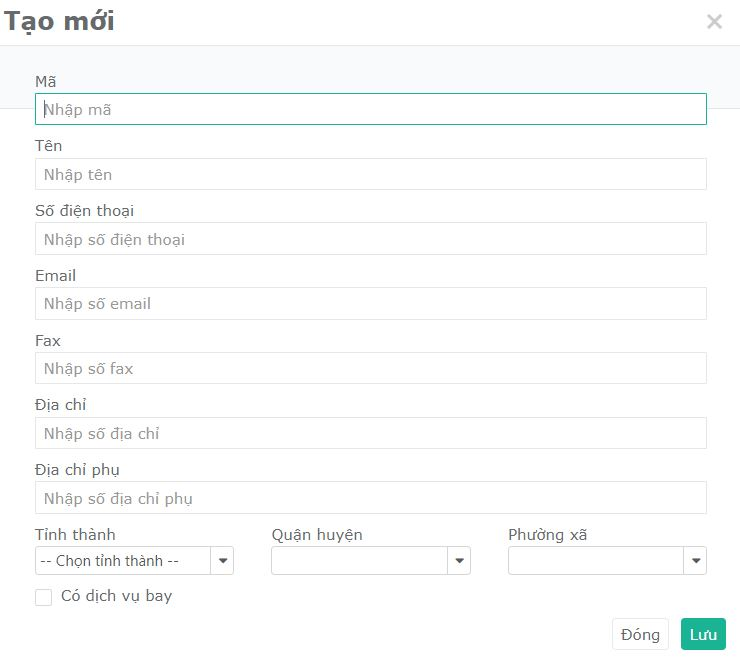 Tạo mới ×
Mã
Nhập mã
Tên
Nhập tên
Số điện thoại
Nhập số điện thoại
Email
Nhập số email
Fax
Nhập số fax
Địa chỉ
Nhập số địa chỉ
Địa chỉ phụ
Nhập số địa chỉ phụ
Tỉnh thành Quận huyện Phường xã
-- Chọn tỉnh thành --
Có dịch vụ bay
Đóng Lưu